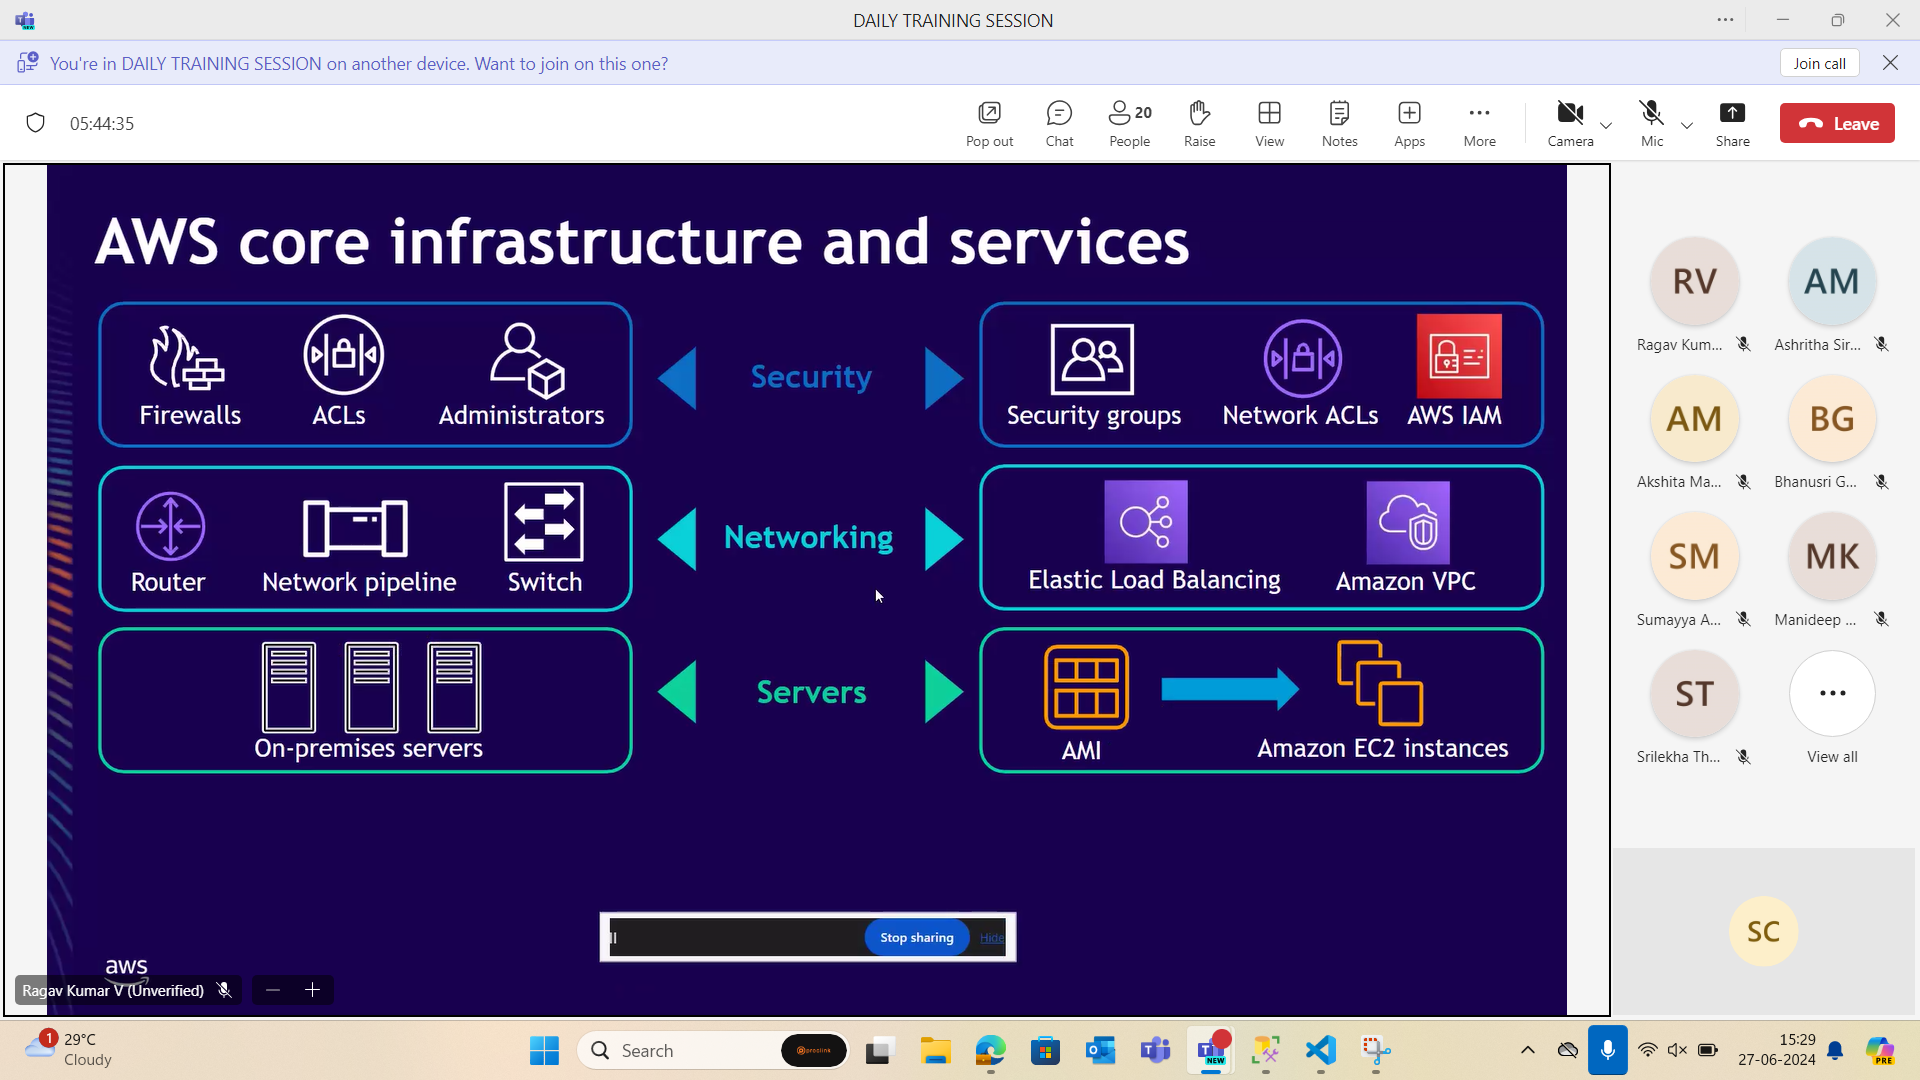 DAILY TRAINING SESSION
You're in DAILY TRAINING SESSION on another device. Want to join on this one?
Join call
05:44:35
Pop out
Chat
20
People
Raise
View
Notes
Apps
More
Camera
Mic
Share
Leave
AWS core infrastructure and services
Firewalls
ACLs
Administrators
Security
Security groups
Network ACLs
AWS IAM
Router
Network pipeline
Switch
Networking
Elastic Load Balancing
Amazon VPC
On-premises servers
Servers
AMI
Amazon EC2 instances
Stop sharing
Hide
aws
Ragav Kumar V (Unverified)
RV
Ragav Kum...
AM
Ashritha Sir...
AM
Akshita Ma...
BG
Bhanusri G...
SM
Sumayya A...
MK
Manideep ...
ST
Srilekha Th...
View all
SC
1
29°C
Cloudy
Search
proclink
NEW
15:29
27-06-2024
PRE